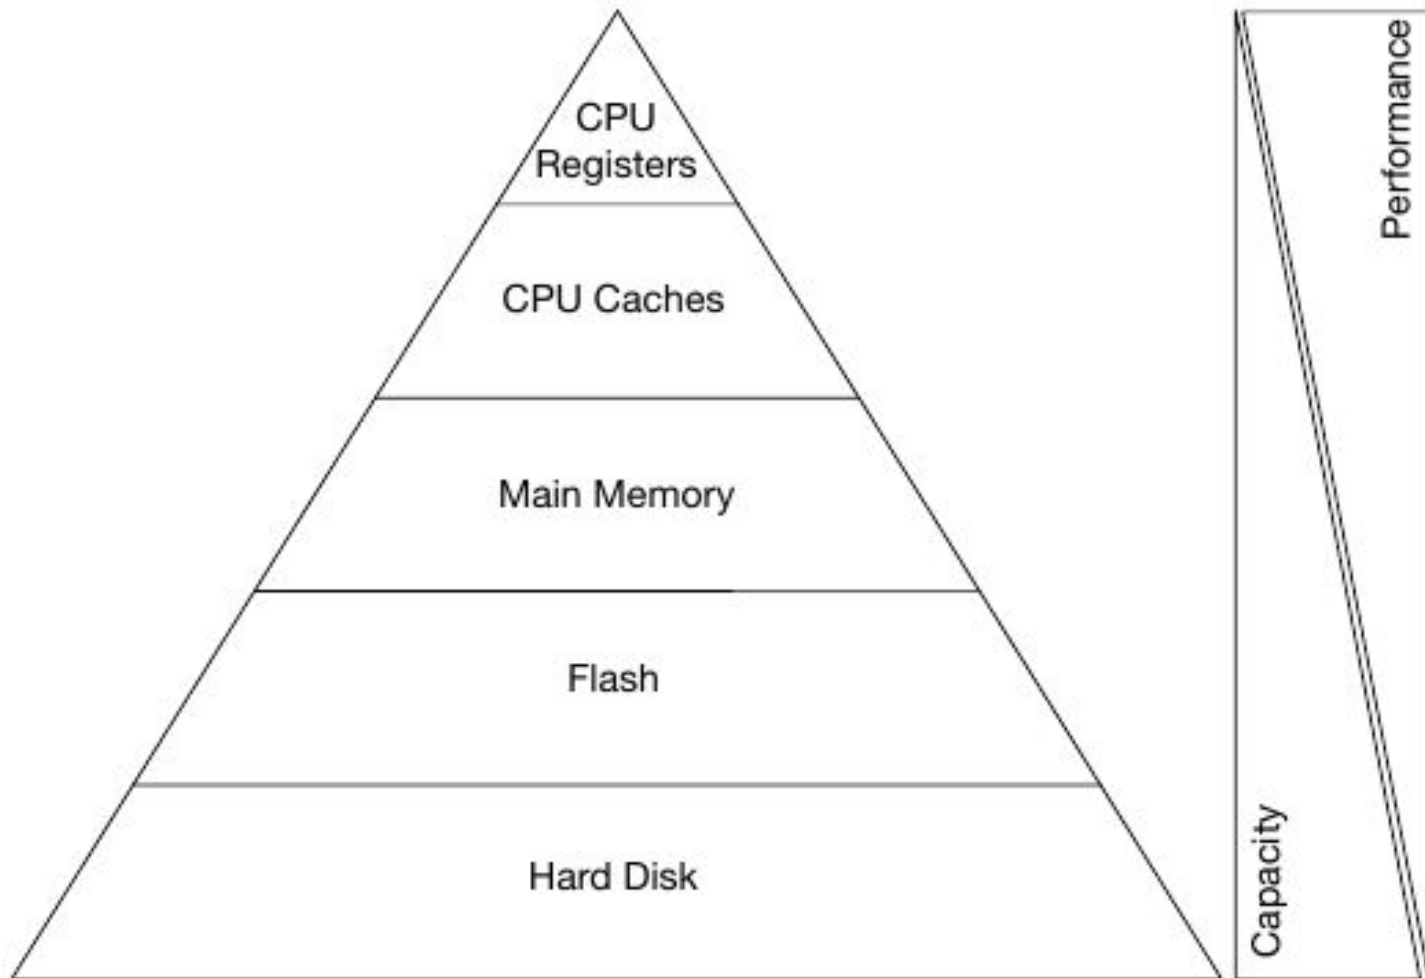 CPU
Registers
CPU Caches
Main Memory
Flash
Hard Disk
Performance
Capacity